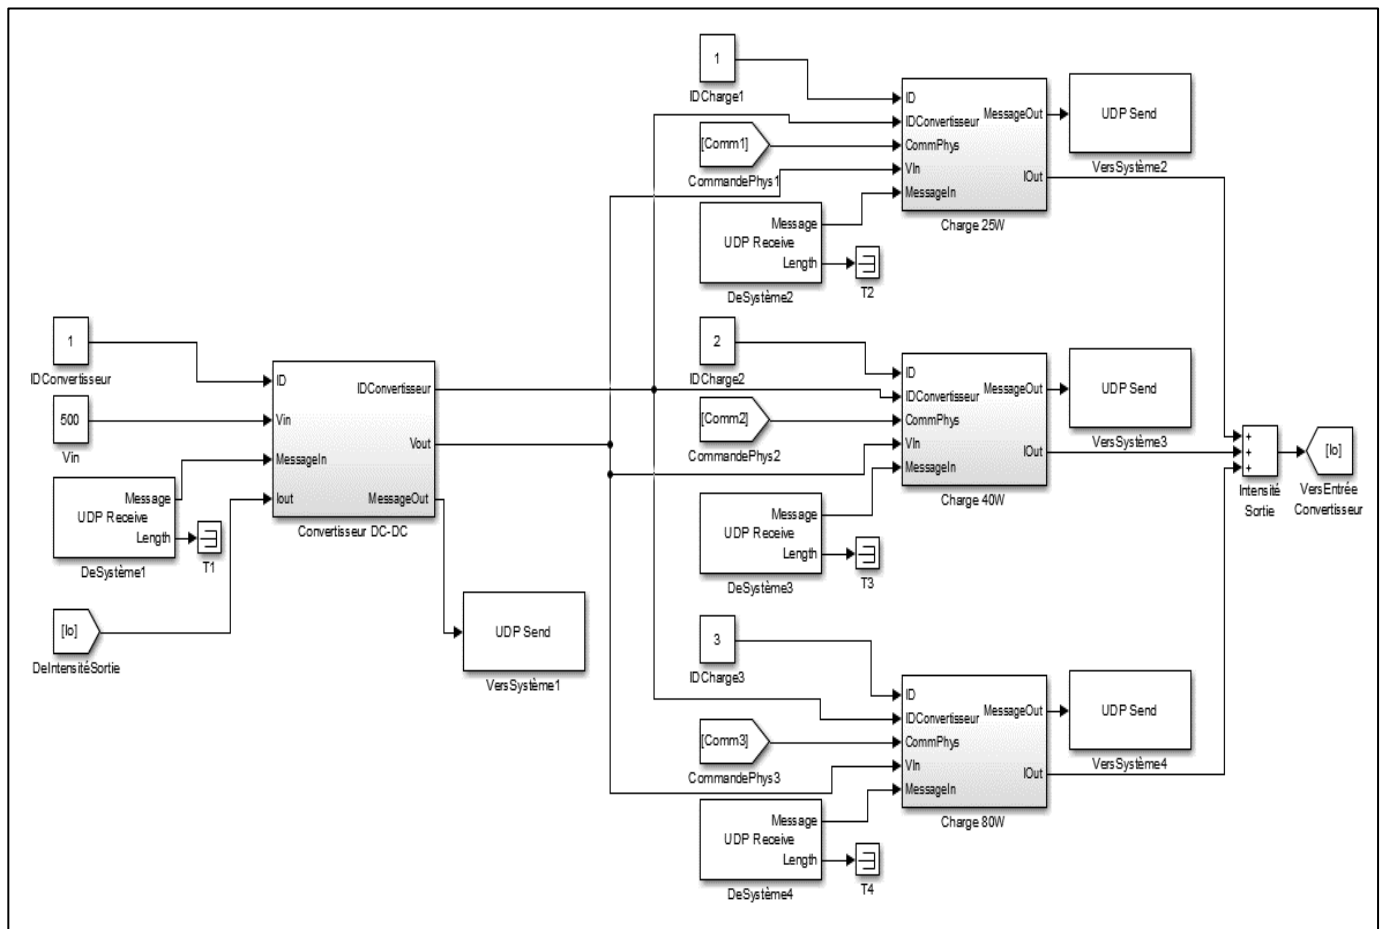 1
IDConvertisseur
500
Vin
Message
UDP Receive
Length
DeSystème1
T1
[Io]
DeIntensitéSortie
ID
Vin
MessageIn
Iout
IDConvertisseur
Vout
MessageOut
Convertisseur DC-DC
UDP Send
VersSystème1
1
IDCharge1
[Comm1]
CommandePhys1
Message
UDP Receive
Length
DeSystème2
T2
ID
IDConvertisseur
CommPhys
VIn
MessageIn
MessageOut
IOut
Charge 25W
UDP Send
VersSystème2
2
IDCharge2
[Comm2]
CommandePhys2
Message
UDP Receive
Length
DeSystème3
T3
ID
IDConvertisseur
CommPhys
VIn
MessageIn
MessageOut
IOut
Charge 40W
UDP Send
VersSystème3
3
IDCharge3
[Comm3]
CommandePhys3
Message
UDP Receive
Length
DeSystème4
T4
ID
IDConvertisseur
CommPhys
VIn
MessageIn
MessageOut
IOut
Charge 80W
UDP Send
VersSystème4
+
+
+
Intensité
Sortie
[Io]
VersEntrée
Convertisseur